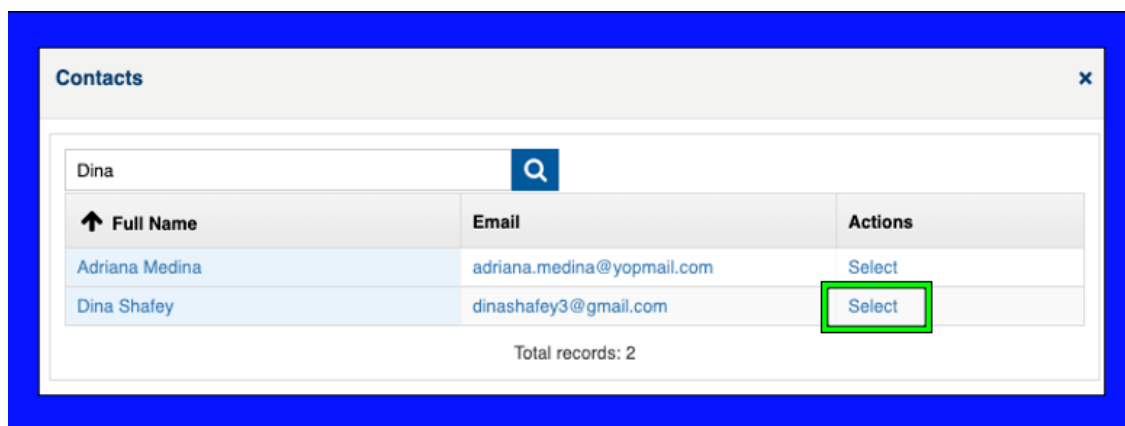 Contacts ×
Dina
Full Name Email Actions
Adriana Medina adriana.medina@yopmail.com Select
Dina Shafey dinashafey3@gmail.com Select
Total records: 2